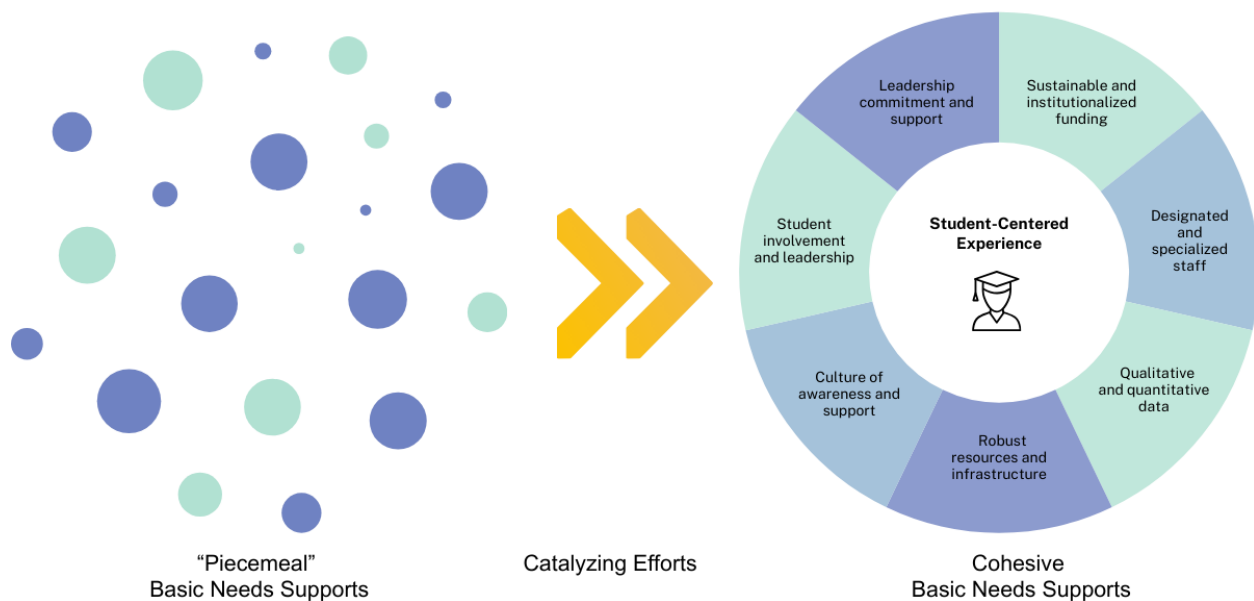 Leadership
commitment and
support
Sustainable and
institutionalized
funding
Designated
and
specialized
staff
Qualitative
and quantitative
data
Robust
resources and
infrastructure
Culture of
awareness and
support
Student
involvement
and leadership
Student-Centered
Experience
“Piecemeal”
Basic Needs Supports
Catalyzing Efforts
Cohesive
Basic Needs Supports